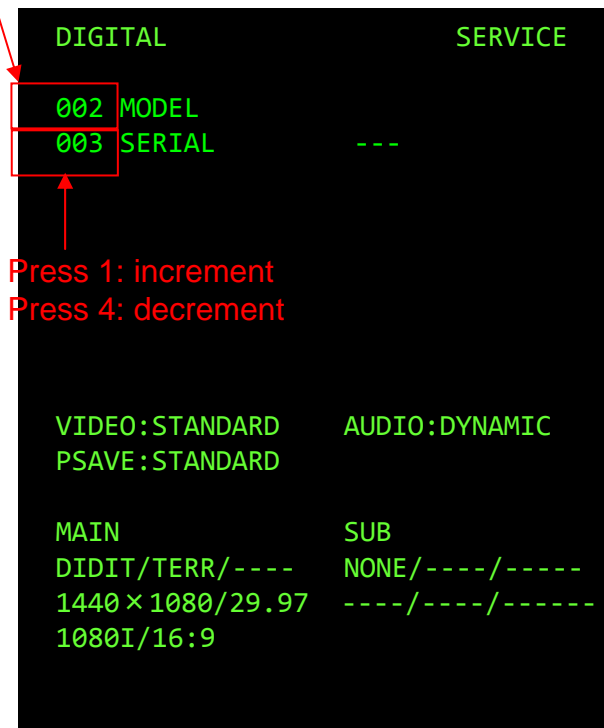 DIGITAL SERVICE
002 MODEL
003 SERIAL ---
Press 1: increment
Press 4: decrement
VIDEO:STANDARD AUDIO:DYNAMIC
PSAVE:STANDARD
MAIN SUB
DIDIT/TERR/---- NONE/----/-----
1440×1080/29.97 ----/----/------
1080I/16:9